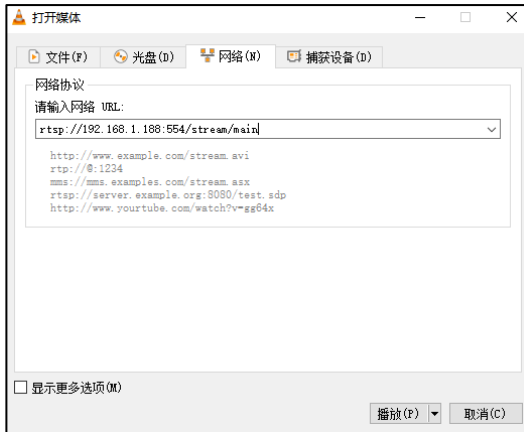 打开媒体
文件(F) 光盘(D) 网络(N) 捕获设备(D)
网络协议
请输入网络 URL:
rtsp://192.168.1.188:554/stream/main
http://www.example.com/stream.avi
rtp://@:1234
mms://mms.examples.com/stream.asx
rtsp://server.example.org:8080/test.sdp
http://www.yourtube.com/watch?v=gg64x
显示更多选项(M)
播放(P) 取消(C)